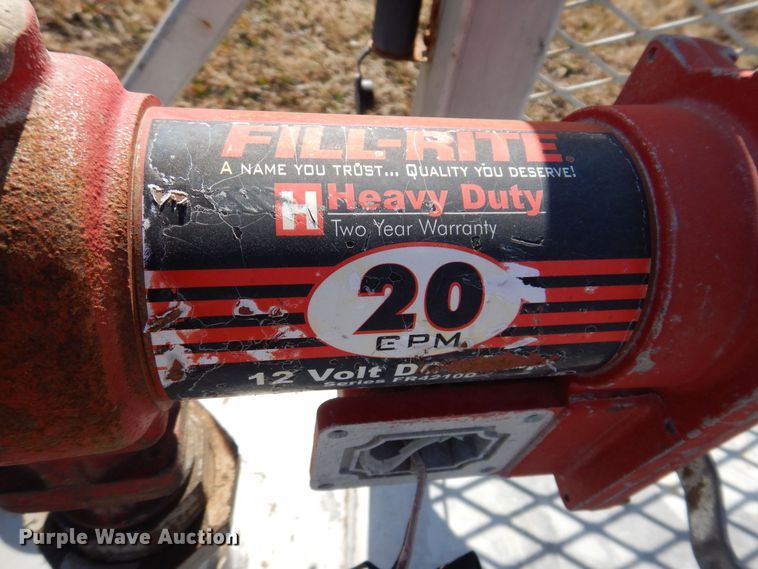 FILL-RITE®
A NAME YOU TRUST... QUALITY YOU DESERVE!
H Heavy Duty
Two Year Warranty
20
GPM
12 Volt
Series FR42100
Purple Wave Auction